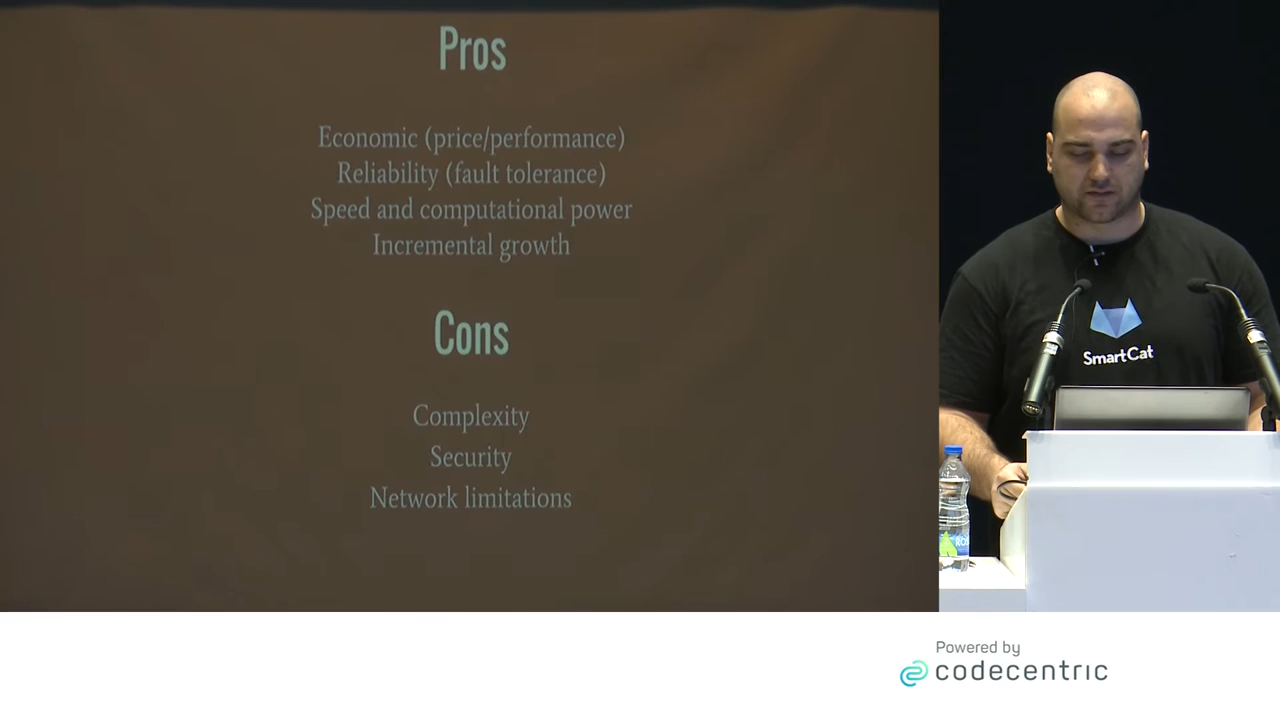 Pros
Economic (price/performance)
Reliability (fault tolerance)
Speed and computational power
Incremental growth
Cons
Complexity
Security
Network limitations
SmartCat
Powered by
codecentric